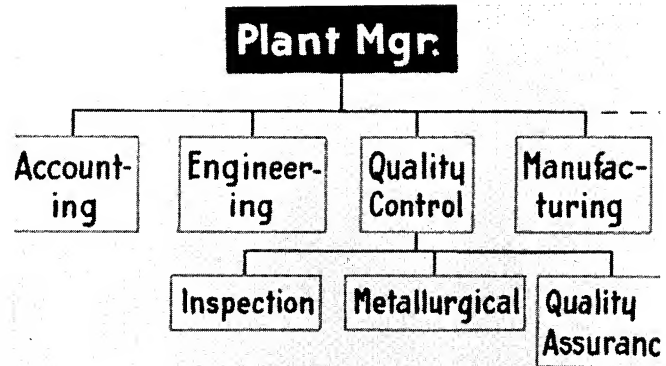 Plant Mgr.
Account-
ing
Engineer-
ing
Quality
Control
Manufac-
turing
Inspection
Metallurgical
Quality
Assuranc